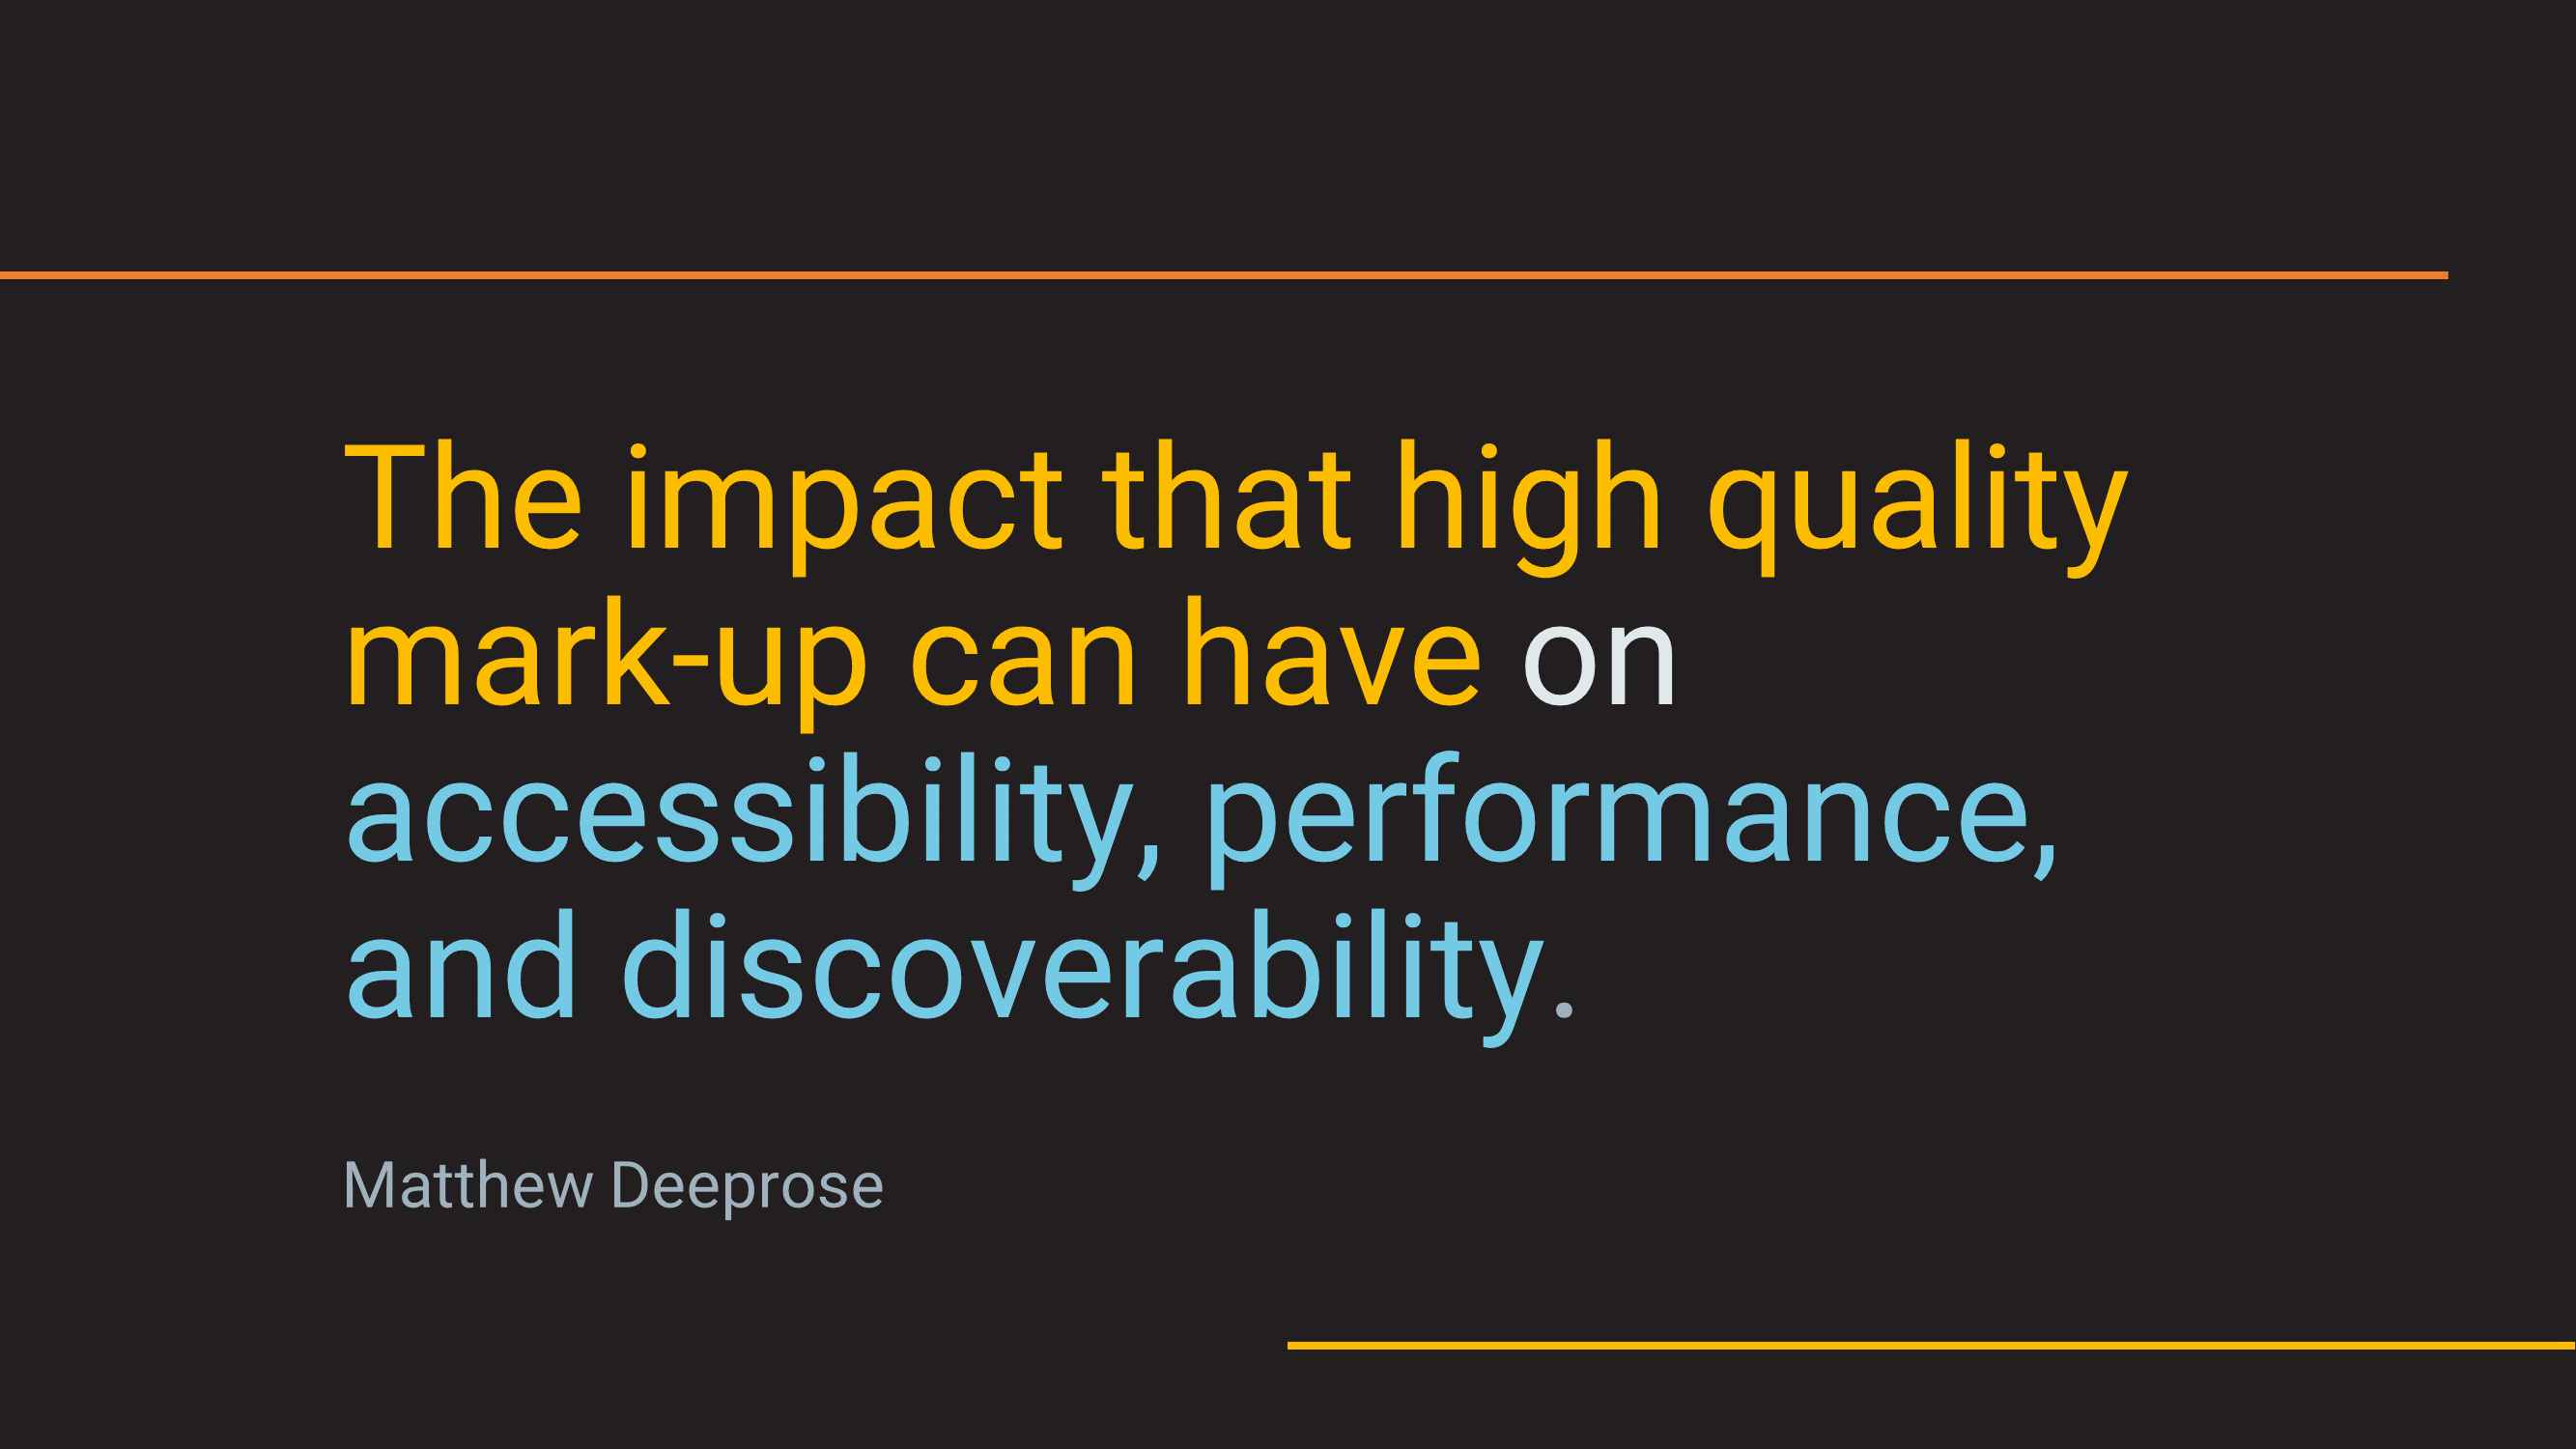 The impact that high quality
mark-up can have on
accessibility, performance,
and discoverability.
Matthew Deeprose